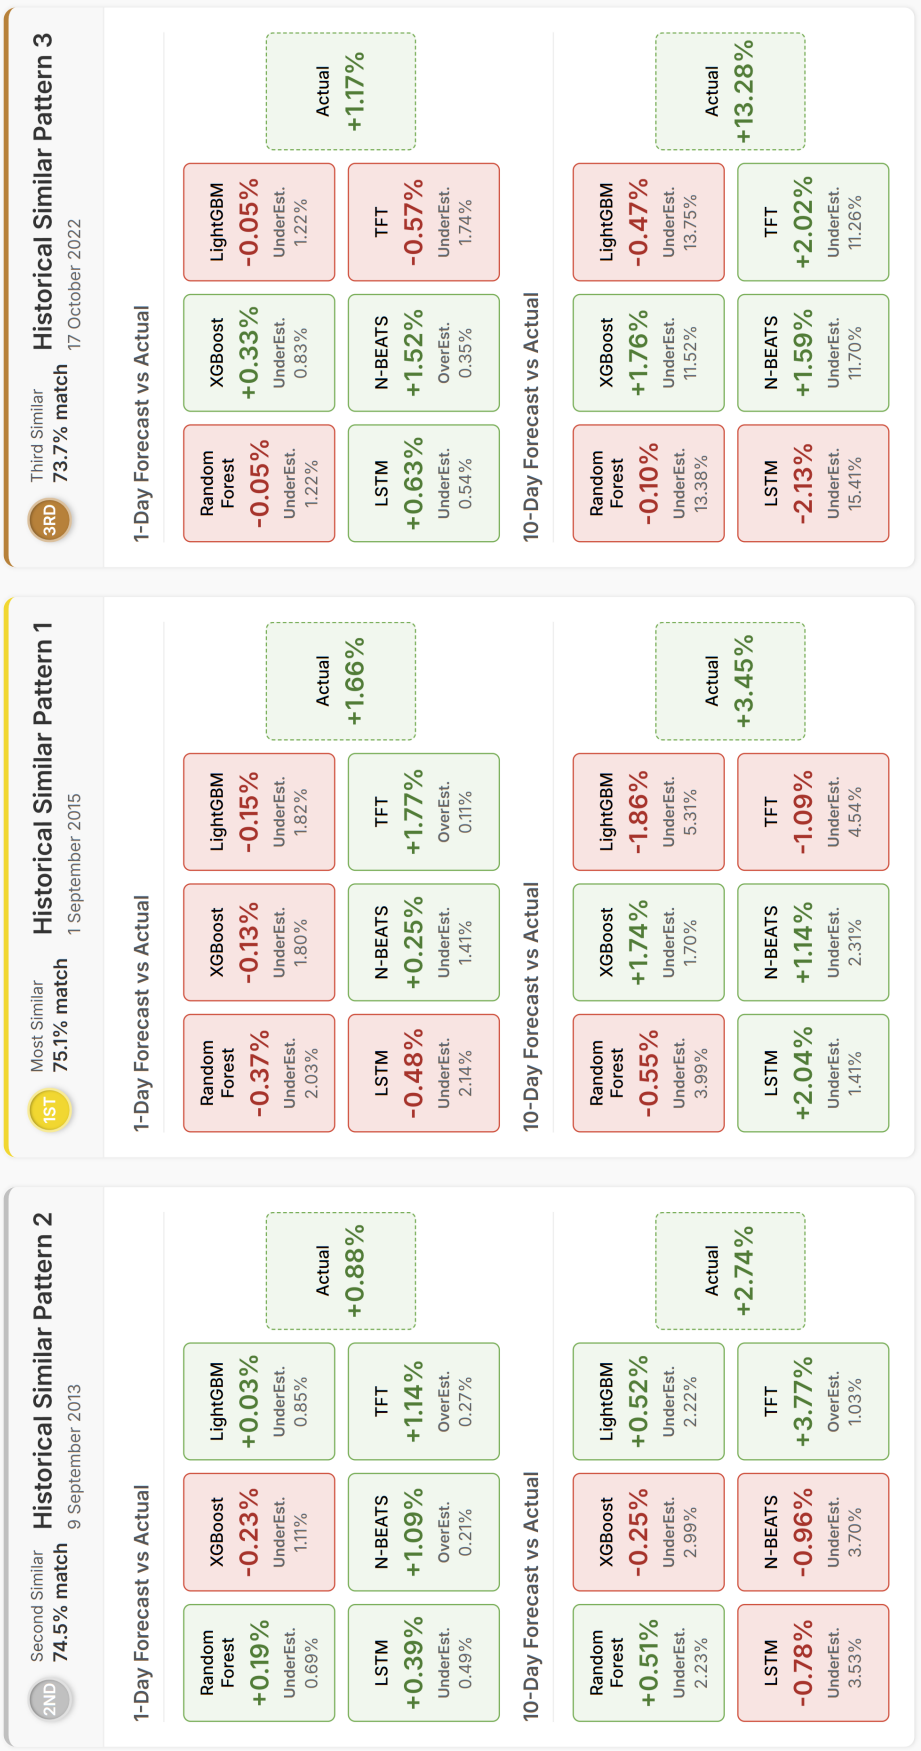 2ND
Second Similar
74.5% match
Historical Similar Pattern 2
9 September 2013
1-Day Forecast vs Actual
Random
Forest
+0.19%
UnderEst.
0.69%
XGBoost
-0.23%
UnderEst.
1.11%
LightGBM
+0.03%
UnderEst.
0.85%
LSTM
+0.39%
UnderEst.
0.49%
N-BEATS
+1.09%
OverEst.
0.21%
TFT
+1.14%
OverEst.
0.27%
Actual
+0.88%
10-Day Forecast vs Actual
Random
Forest
+0.51%
UnderEst.
2.23%
XGBoost
-0.25%
UnderEst.
2.99%
LightGBM
+0.52%
UnderEst.
2.22%
LSTM
-0.78%
UnderEst.
3.53%
N-BEATS
-0.96%
UnderEst.
3.70%
TFT
+3.77%
OverEst.
1.03%
Actual
+2.74%
1ST
Most Similar
75.1% match
Historical Similar Pattern 1
1 September 2015
1-Day Forecast vs Actual
Random
Forest
-0.37%
UnderEst.
2.03%
XGBoost
-0.13%
UnderEst.
1.80%
LightGBM
-0.15%
UnderEst.
1.82%
LSTM
-0.48%
UnderEst.
2.14%
N-BEATS
+0.25%
UnderEst.
1.41%
TFT
+1.77%
OverEst.
0.11%
Actual
+1.66%
10-Day Forecast vs Actual
Random
Forest
-0.55%
UnderEst.
3.99%
XGBoost
+1.74%
UnderEst.
1.70%
LightGBM
-1.86%
UnderEst.
5.31%
LSTM
+2.04%
UnderEst.
1.41%
N-BEATS
+1.14%
UnderEst.
2.31%
TFT
-1.09%
UnderEst.
4.54%
Actual
+3.45%
3RD
Third Similar
73.7% match
Historical Similar Pattern 3
17 October 2022
1-Day Forecast vs Actual
Random
Forest
-0.05%
UnderEst.
1.22%
XGBoost
+0.33%
UnderEst.
0.83%
LightGBM
-0.05%
UnderEst.
1.22%
LSTM
+0.63%
UnderEst.
0.54%
N-BEATS
+1.52%
OverEst.
0.35%
TFT
-0.57%
UnderEst.
1.74%
Actual
+1.17%
10-Day Forecast vs Actual
Random
Forest
-0.10%
UnderEst.
13.38%
XGBoost
+1.76%
UnderEst.
11.52%
LightGBM
-0.47%
UnderEst.
13.75%
LSTM
-2.13%
UnderEst.
15.41%
N-BEATS
+1.59%
UnderEst.
11.70%
TFT
+2.02%
UnderEst.
11.26%
Actual
+13.28%